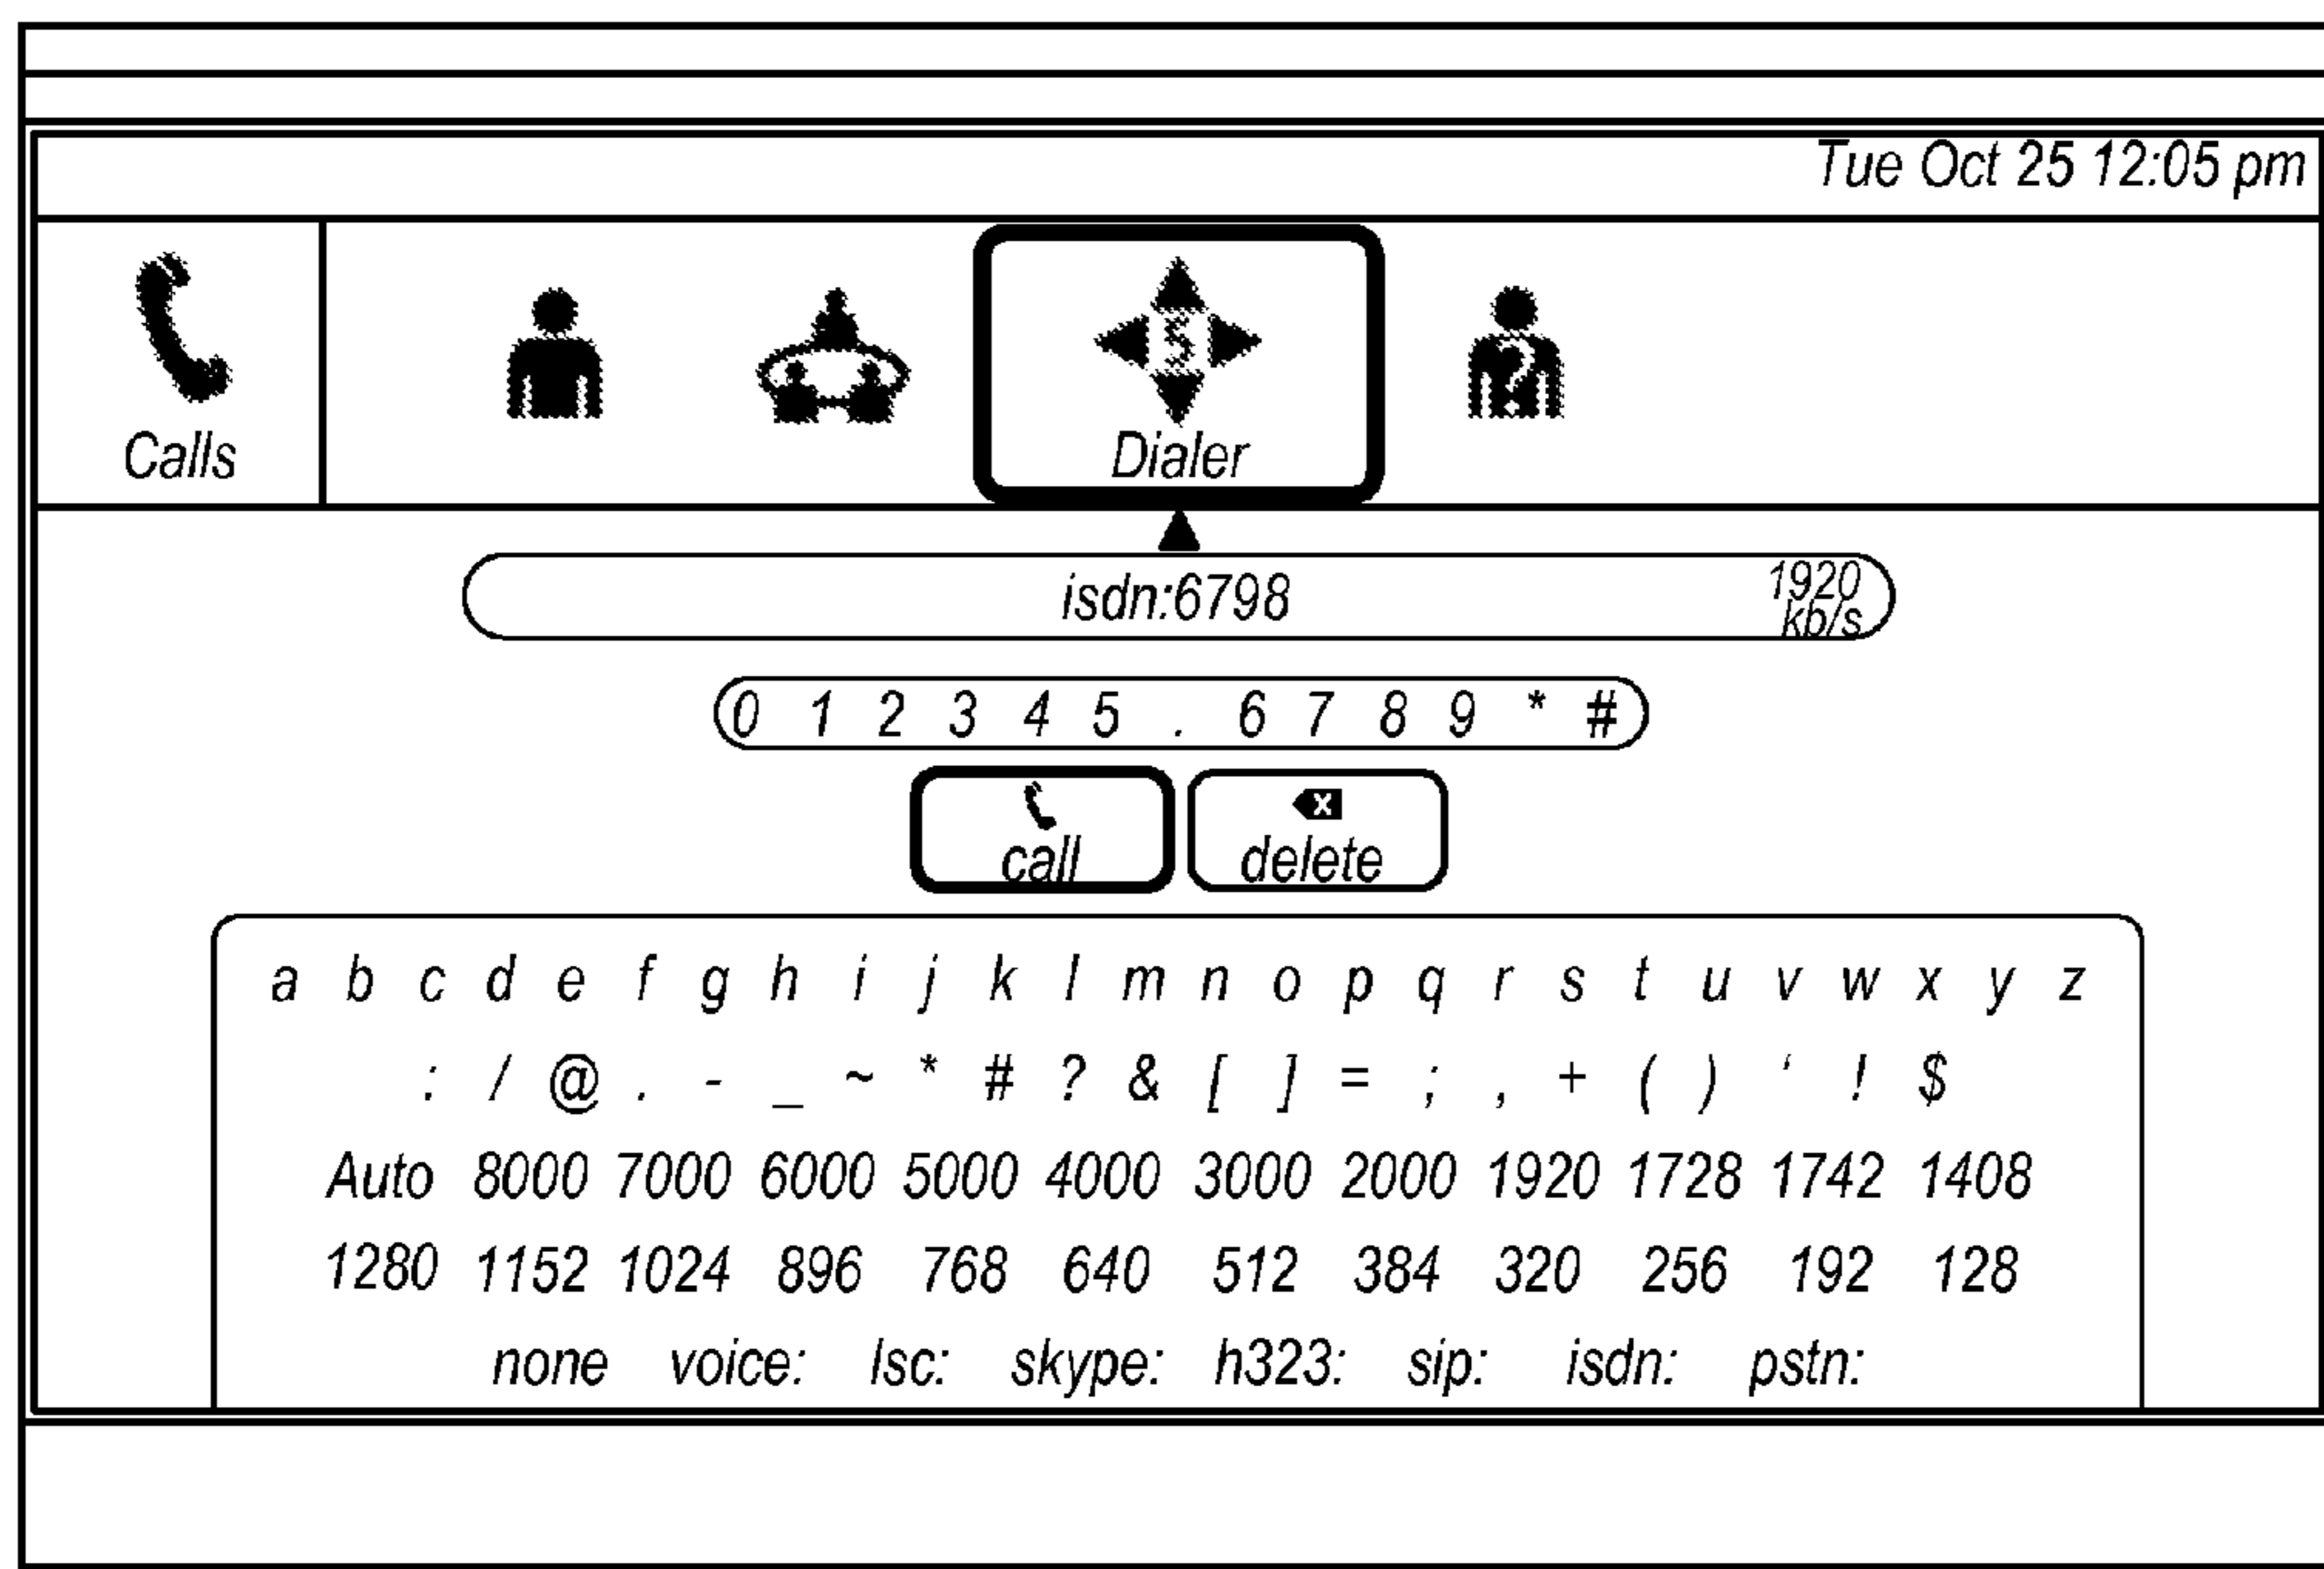 Tue Oct 25 12:05 pm
Calls
S
Dialer
isdn:6798
1920
kb/s
0 1 2 3 4 5 . 6 7 8 9 * #
call
x
delete
a b c d e f g h i j k l m n o p q r s t u v w x y z
: / @ . - _ ~ * # ? & [ ] = ; , + ( ) ‘ ! $
Auto 8000 7000 6000 5000 4000 3000 2000 1920 1728 1742 1408
1280 1152 1024 896 768 640 512 384 320 256 192 128
none voice: lsc: skype: h323: sip: isdn: pstn: